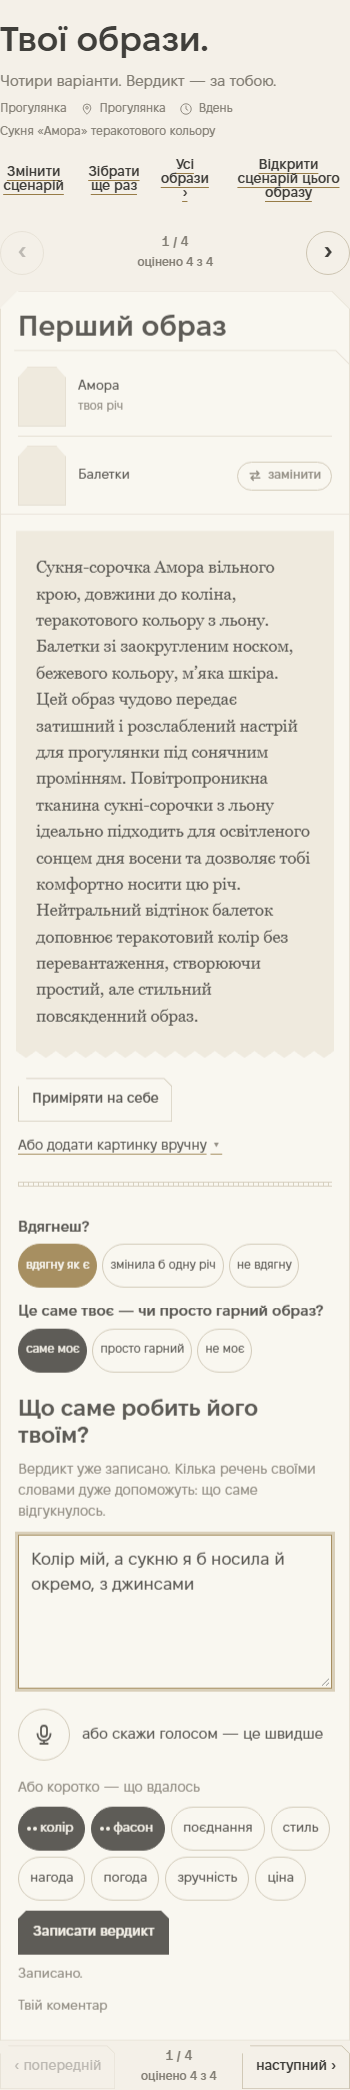 Твої образи.
Чотири варіанти. Вердикт — за тобою.
Прогулянка Прогулянка Вдень
Сукня «Амора» теракотового кольору
Змінити
сценарій
Зібрати
ще раз
Усі
образи
›
Відкрити
сценарій цього
образу
‹
1 / 4
оцінено 4 з 4
›
Перший образ
Амора
твоя річ
Балетки
⇄ замінити
Сукня-сорочка Амора вільного
крою, довжини до коліна,
теракотового кольору з льону.
Балетки зі заокругленим носком,
бежевого кольору, м’яка шкіра.
Цей образ чудово передає
затишний і розслаблений настрій
для прогулянки під сонячним
промінням. Повітропроникна
тканина сукні-сорочки з льону
ідеально підходить для освітленого
сонцем дня восени та дозволяє тобі
комфортно носити цю річ.
Нейтральний відтінок балеток
доповнює теракотовий колір без
перевантаження, створюючи
простий, але стильний
повсякденний образ.
Приміряти на себе
Або додати картинку вручну ▾
Вдягнеш?
вдягну як є змінила б одну річ не вдягну
Це саме твоє — чи просто гарний образ?
саме моє просто гарний не моє
Що саме робить його
твоїм?
Вердикт уже записано. Кілька речень своїми
словами дуже допоможуть: що саме
відгукнулось.
Колір мій, а сукню я б носила й
окремо, з джинсами
або скажи голосом — це швидше
Або коротко — що вдалось
•• колір •• фасон поєднання стиль
нагода погода зручність ціна
Записати вердикт
Записано.
Твій коментар
‹ попередній
1 / 4
оцінено 4 з 4
наступний ›